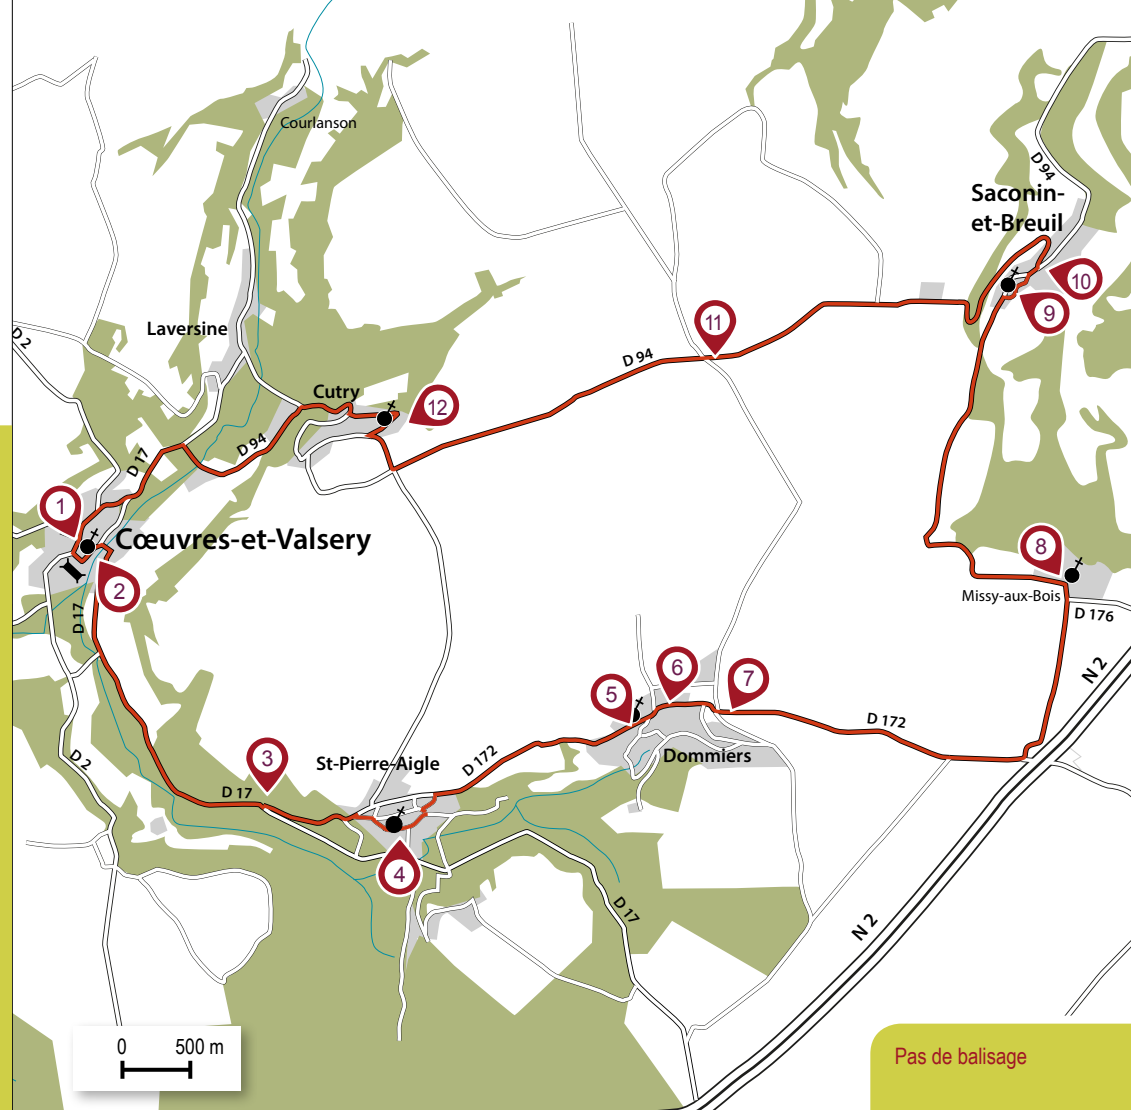 Courlanson
D 94
Saconin-
et-Breuil
10
9
11
D 2
Laversine
D 94
Cutry
12
D 94
D 17
1
Cœuvres-et-Valsery
8
2
Missy-aux-Bois
D 17
D 176
N 2
6
7
5
D 172
D 2
3
St-Pierre-Aigle
D 172
Dommiers
D 17
4
D 17
N 2
0 500 m
Pas de balisage